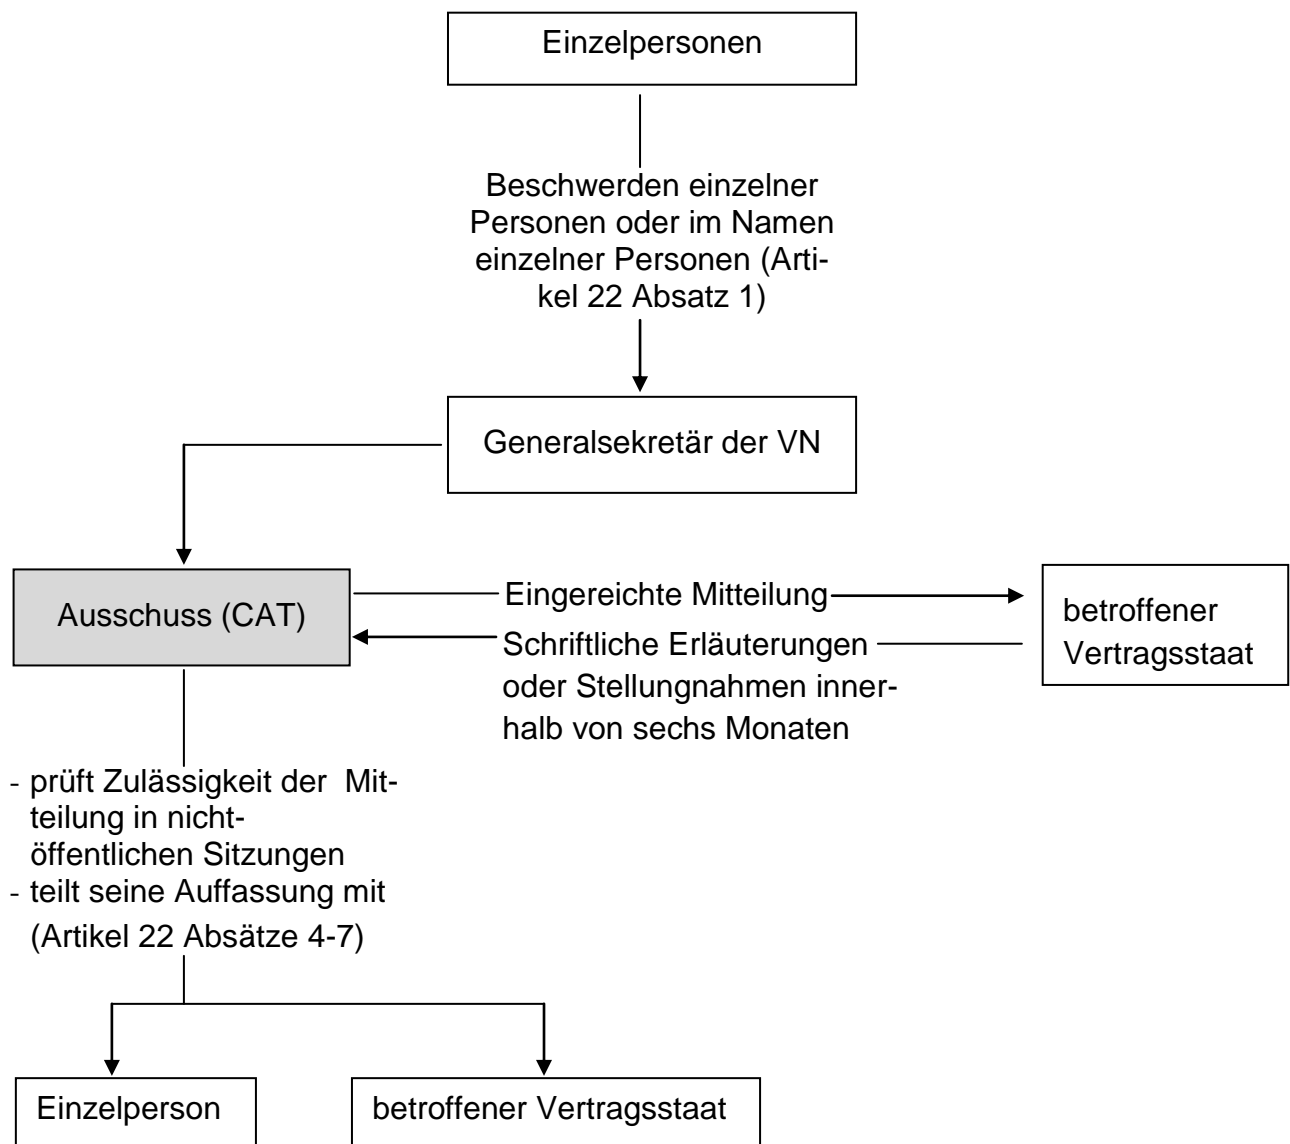 Einzelpersonen
Beschwerden einzelner
Personen oder im Namen
einzelner Personen (Arti-
kel 22 Absatz 1)
Generalsekretär der VN
Ausschuss (CAT)
Eingereichte Mitteilung
Schriftliche Erläuterungen
oder Stellungnahmen inner-
halb von sechs Monaten
betroffener
Vertragsstaat
- prüft Zulässigkeit der Mit-
teilung in nicht-
öffentlichen Sitzungen
- teilt seine Auffassung mit
(Artikel 22 Absätze 4-7)
Einzelperson
betroffener Vertragsstaat